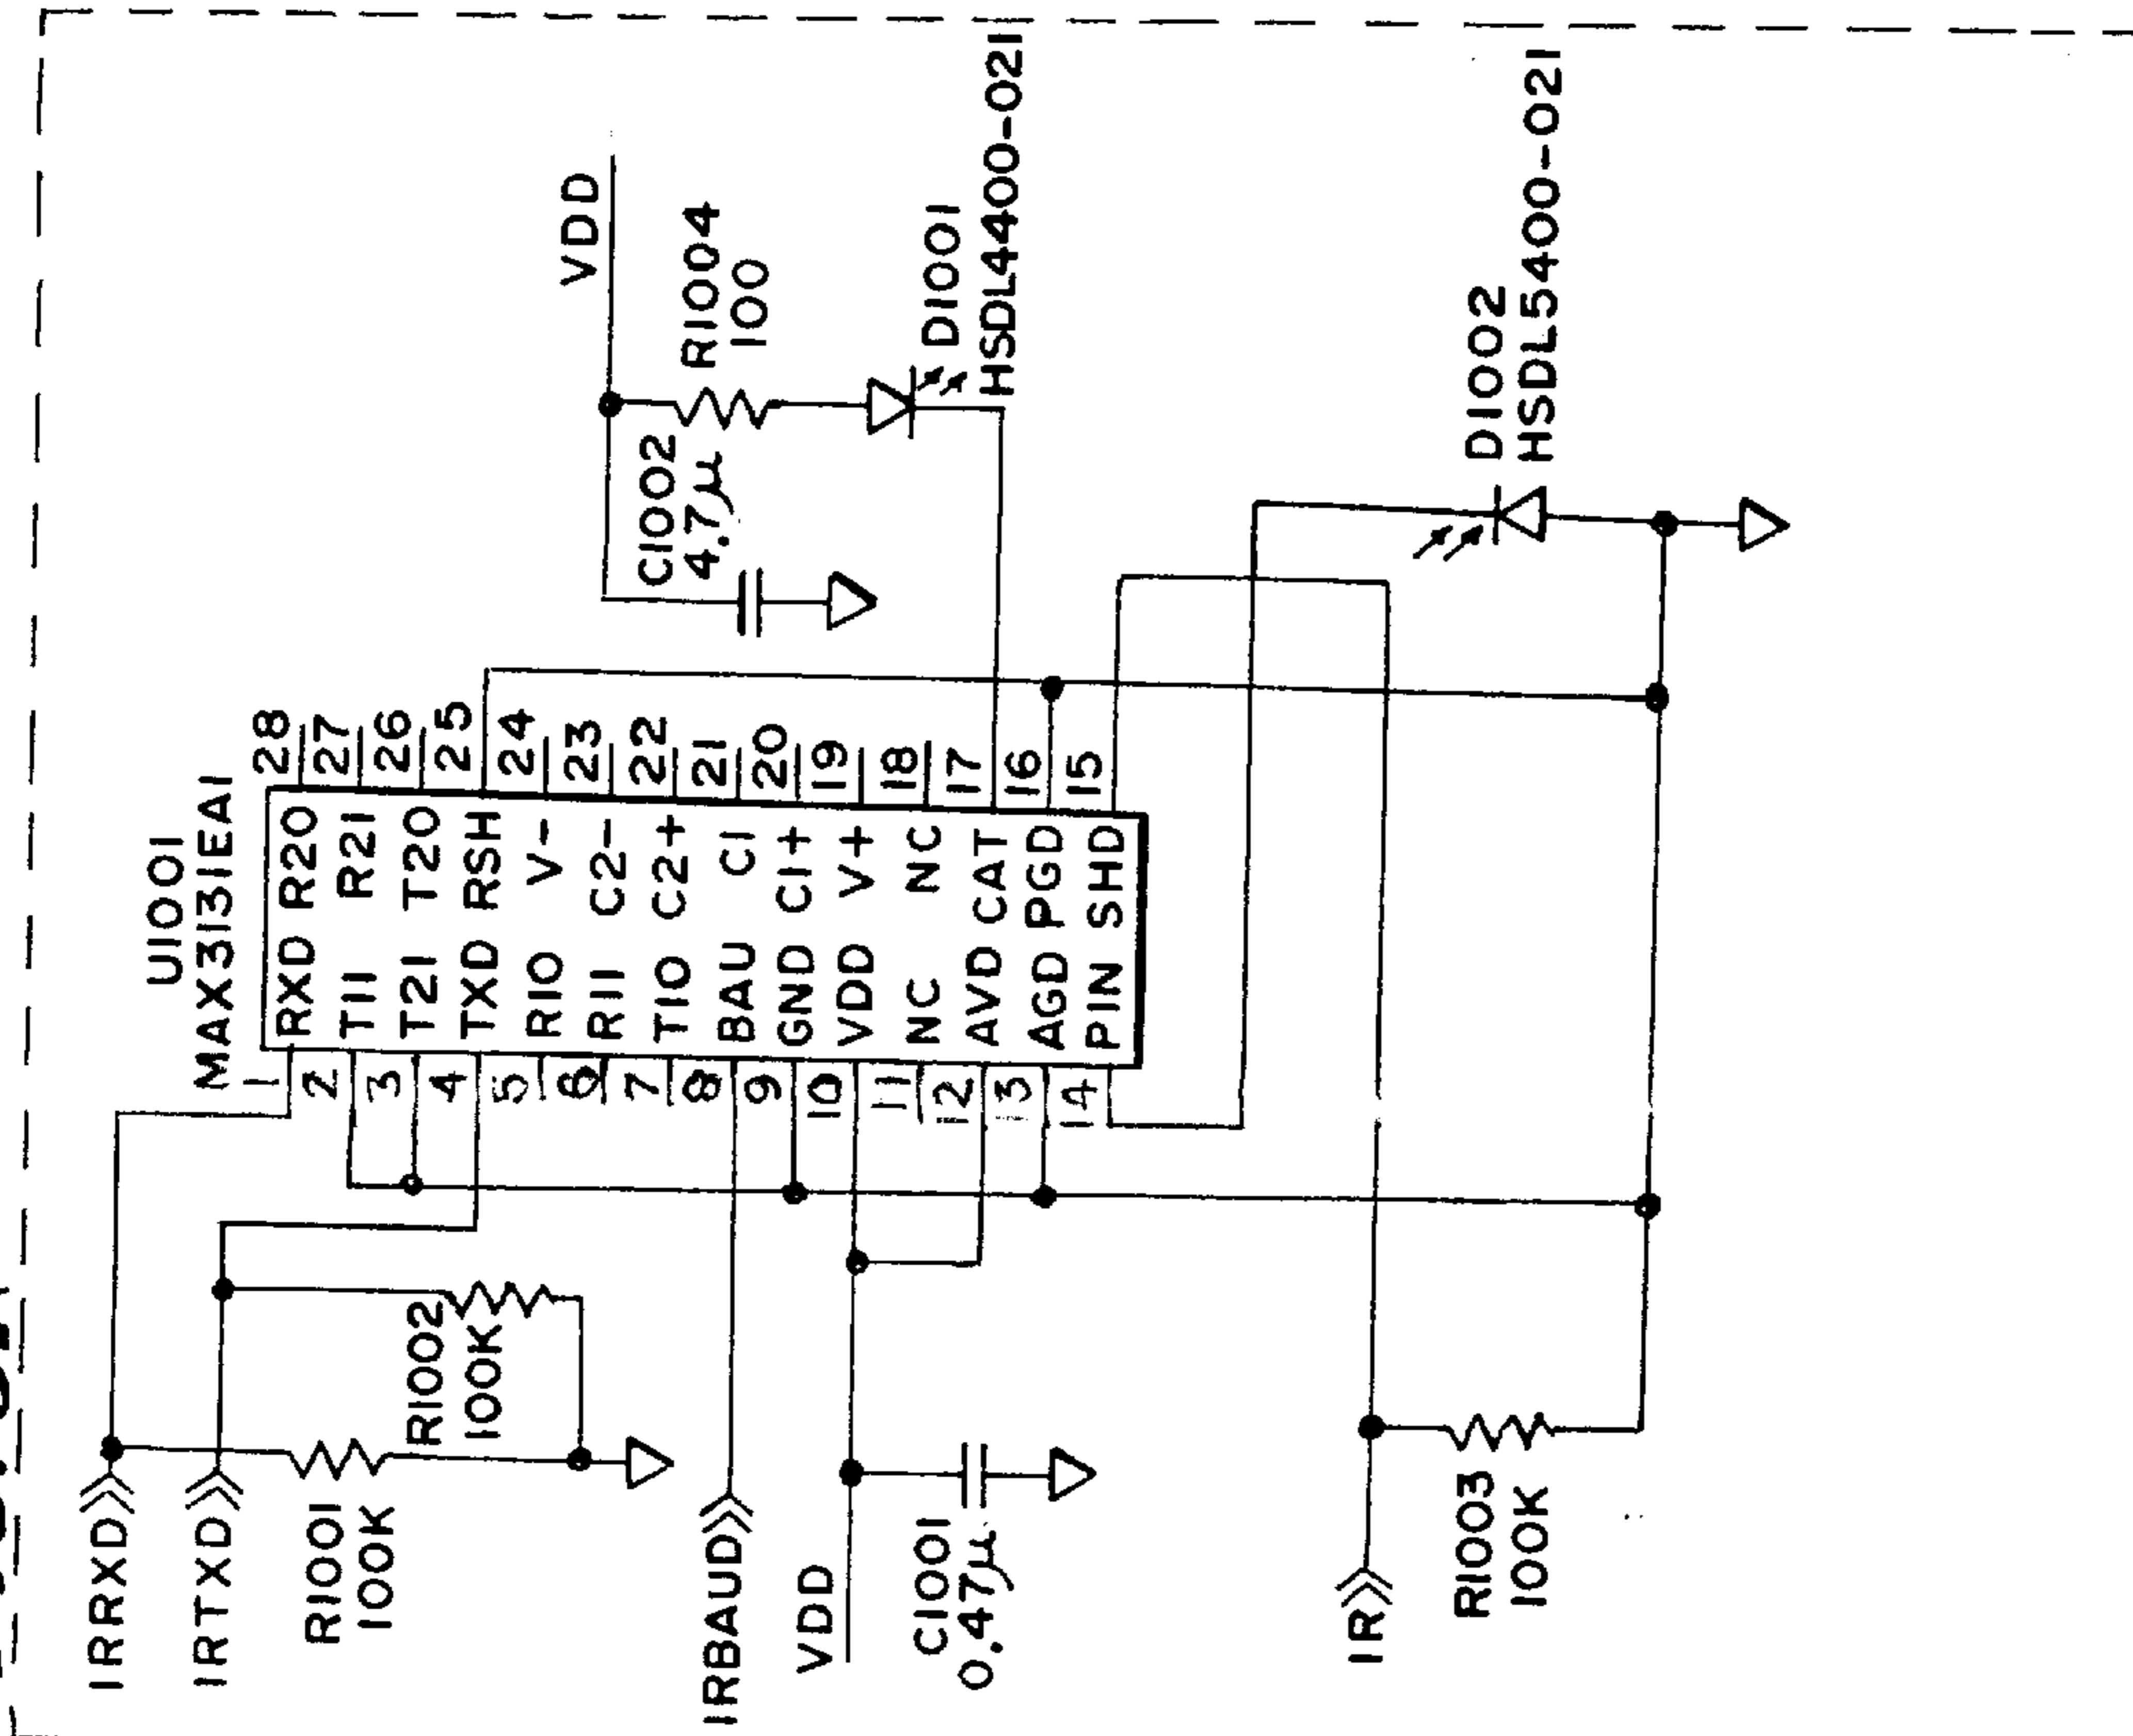 U1001
MAX3131EAI
1
2
3
4
5
6
7
8
9
10
11
12
13
14
RXD R20
T11 R21
T21 T20
TXD RSH
R10 V-
R11 C2-
T10 C2+
BAU C1
GND C1+
VDD V+
NC NC
AVD CAT
AGD PGD
PIN SHD
28
27
26
25
24
23
22
21
20
19
18
17
16
15
IRRXD
IRTXD
R1001
100K
R1002
100K
IRBAUD
VDD
C1001
0.47µ
IR
R1003
100K
VDD
C1002
4.7µ
R1004
100
D1001
HSDL4400-021
D1002
HSDL5400-021